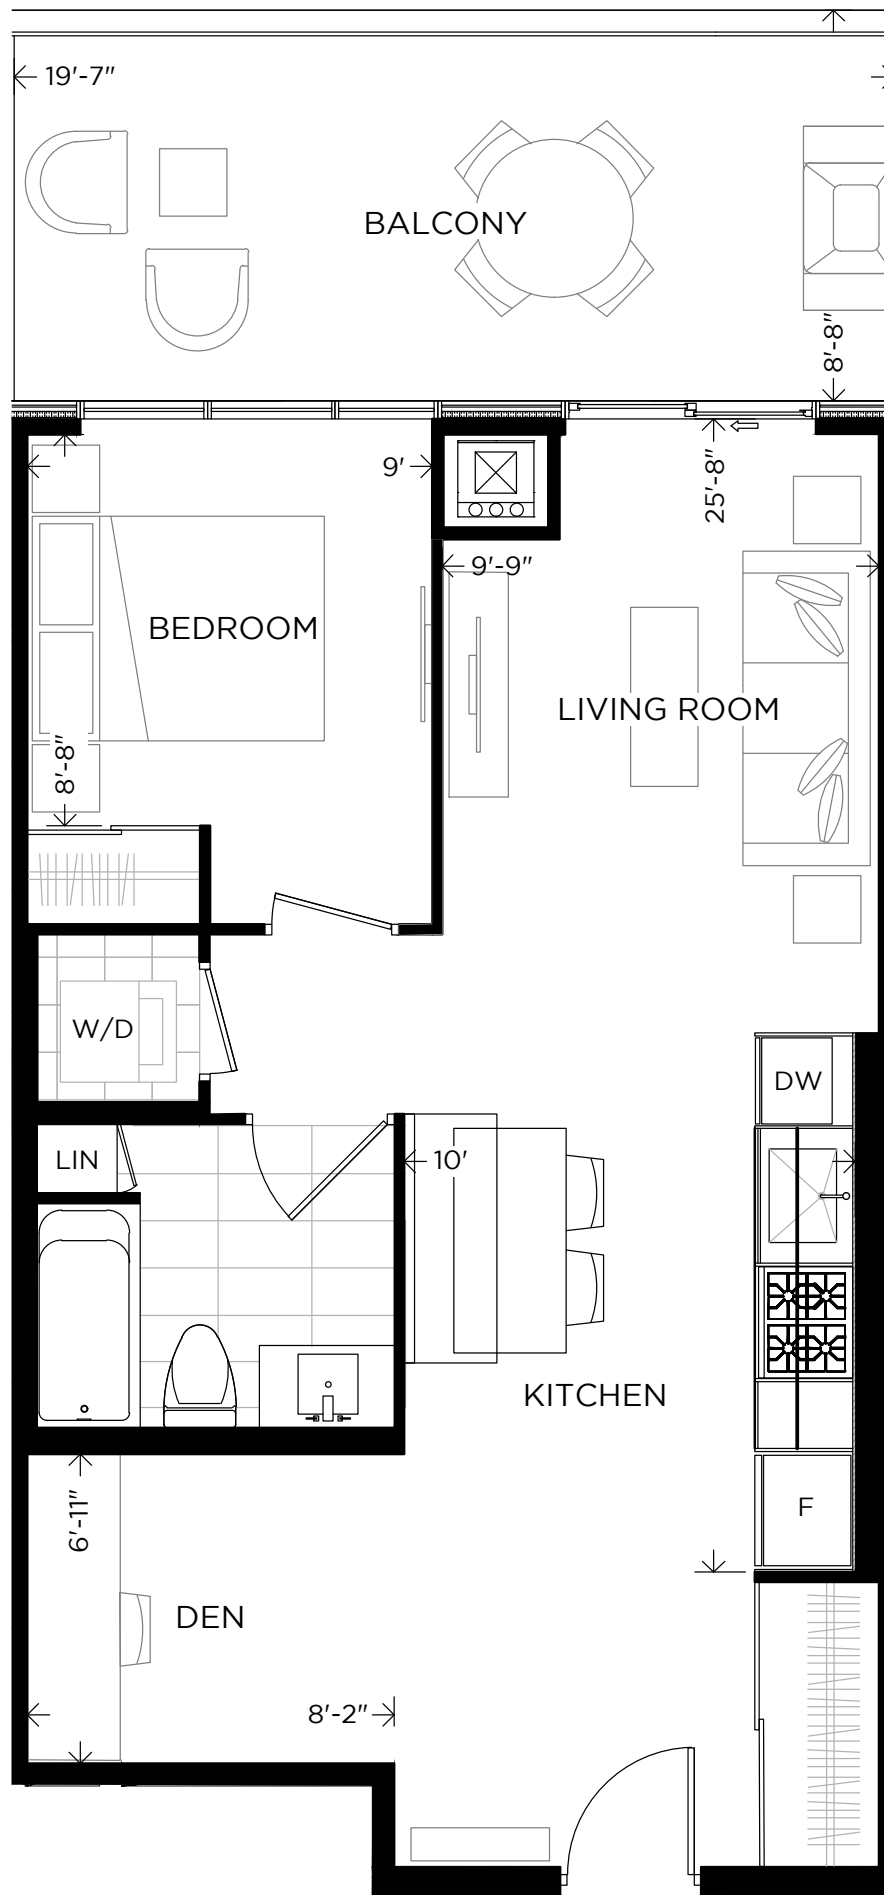 19'-7"
BALCONY
8'-8"
9'
25'-8"
9'-9"
BEDROOM
LIVING ROOM
8'-8"
W/D
DW
LIN
10'
KITCHEN
6'-11"
F
DEN
8'-2"